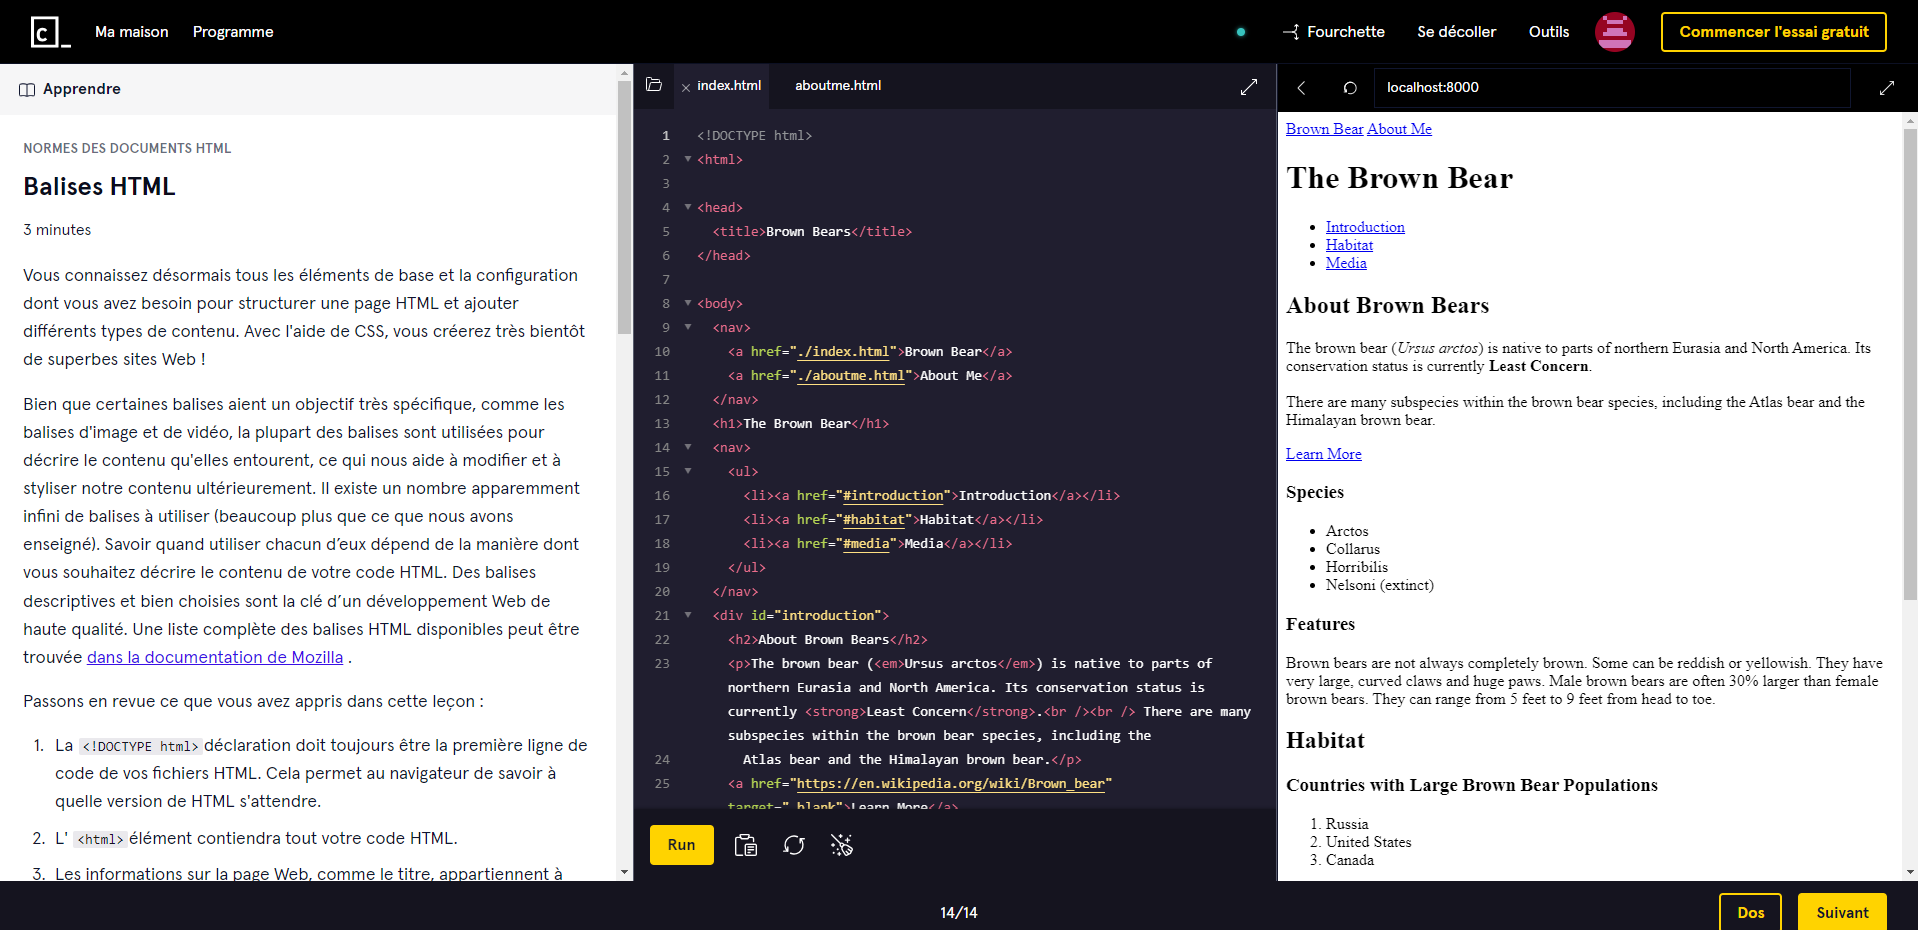 Ma maison Programme Fourchette Se décoller Outils Commencer l'essai gratuit
Apprendre
NORMES DES DOCUMENTS HTML
Balises HTML
3 minutes
Vous connaissez désormais tous les éléments de base et la configuration
dont vous avez besoin pour structurer une page HTML et ajouter
différents types de contenu. Avec l'aide de CSS, vous créerez très bientôt
de superbes sites Web !
Bien que certaines balises aient un objectif très spécifique, comme les
balises d'image et de vidéo, la plupart des balises sont utilisées pour
décrire le contenu qu'elles entourent, ce qui nous aide à modifier et à
styliser notre contenu ultérieurement. Il existe un nombre apparemment
infini de balises à utiliser (beaucoup plus que ce que nous avons
enseigné). Savoir quand utiliser chacun d’eux dépend de la manière dont
vous souhaitez décrire le contenu de votre code HTML. Des balises
descriptives et bien choisies sont la clé d’un développement Web de
haute qualité. Une liste complète des balises HTML disponibles peut être
trouvée dans la documentation de Mozilla .
Passons en revue ce que vous avez appris dans cette leçon :
1. La <!DOCTYPE html> déclaration doit toujours être la première ligne de
code de vos fichiers HTML. Cela permet au navigateur de savoir à
quelle version de HTML s'attendre.
2. L' <html> élément contiendra tout votre code HTML.
3. Les informations sur la page Web, comme le titre, appartiennent à
index.html aboutme.html
1 <!DOCTYPE html>
2 <html>
3
4 <head>
5 <title>Brown Bears</title>
6 </head>
7
8 <body>
9 <nav>
10 <a href="./index.html">Brown Bear</a>
11 <a href="./aboutme.html">About Me</a>
12 </nav>
13 <h1>The Brown Bear</h1>
14 <nav>
15 <ul>
16 <li><a href="#introduction">Introduction</a></li>
17 <li><a href="#habitat">Habitat</a></li>
18 <li><a href="#media">Media</a></li>
19 </ul>
20 </nav>
21 <div id="introduction">
22 <h2>About Brown Bears</h2>
23 <p>The brown bear (<em>Ursus arctos</em>) is native to parts of
northern Eurasia and North America. Its conservation status is
currently <strong>Least Concern</strong>.<br /><br /> There are many
subspecies within the brown bear species, including the
24 Atlas bear and the Himalayan brown bear.</p>
25 <a href="https://en.wikipedia.org/wiki/Brown_bear"
target="_blank">Learn More</a>
Run
localhost:8000
Brown Bear About Me
The Brown Bear
• Introduction
• Habitat
• Media
About Brown Bears
The brown bear (Ursus arctos) is native to parts of northern Eurasia and North America. Its
conservation status is currently Least Concern.
There are many subspecies within the brown bear species, including the Atlas bear and the
Himalayan brown bear.
Learn More
Species
• Arctos
• Collarus
• Horribilis
• Nelsoni (extinct)
Features
Brown bears are not always completely brown. Some can be reddish or yellowish. They have
very large, curved claws and huge paws. Male brown bears are often 30% larger than female
brown bears. They can range from 5 feet to 9 feet from head to toe.
Habitat
Countries with Large Brown Bear Populations
1. Russia
2. United States
3. Canada
14/14
Dos Suivant